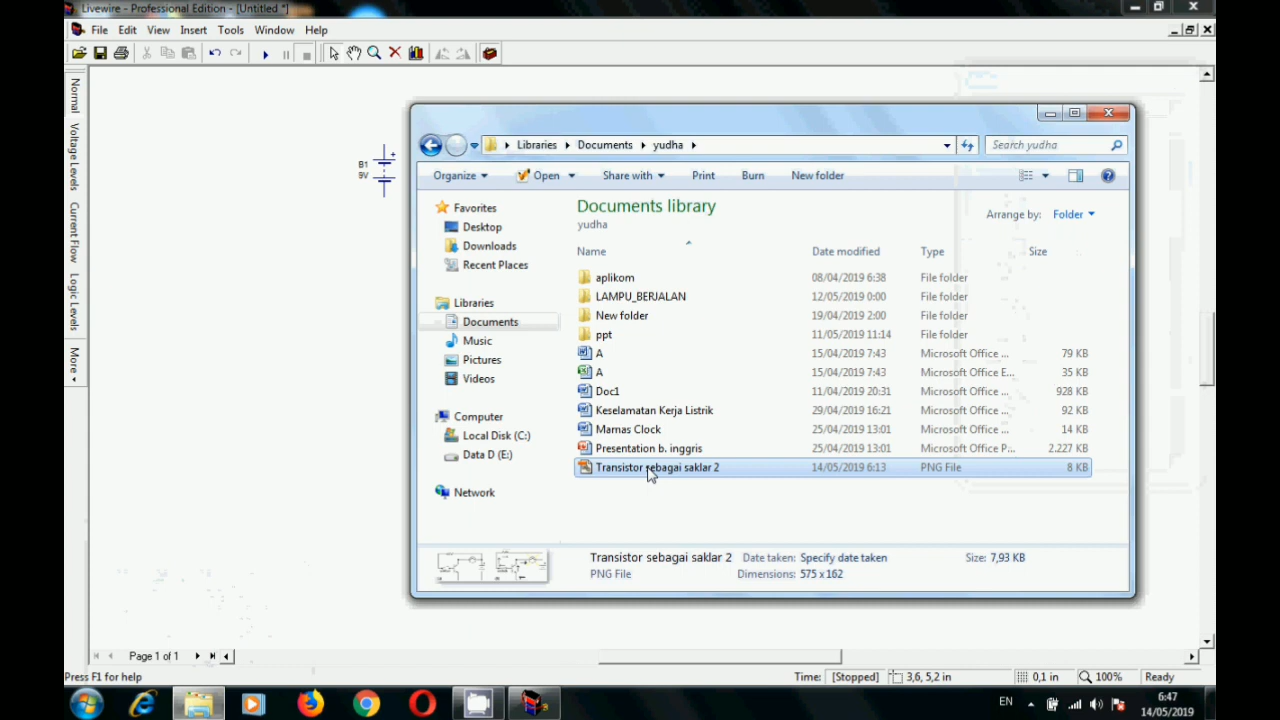 Livewire - Professional Edition - [Untitled *]
File Edit View Insert Tools Window Help
Normal
Voltage Levels
Current Flow
Logic Levels
More
B1
9V
+
Libraries Documents yudha
Search yudha
Organize Open Share with Print Burn New folder
Favorites
Desktop
Downloads
Recent Places
Libraries
Documents
Music
Pictures
Videos
Computer
Local Disk (C:)
Data D (E:)
Network
Documents library
yudha
Arrange by: Folder
Name Date modified Type Size
aplikom 08/04/2019 6:38 File folder
LAMPU_BERJALAN 12/05/2019 0:00 File folder
New folder 19/04/2019 2:00 File folder
ppt 11/05/2019 11:14 File folder
A 15/04/2019 7:43 Microsoft Office ... 79 KB
A 15/04/2019 7:43 Microsoft Office E... 35 KB
Doc1 11/04/2019 20:31 Microsoft Office ... 928 KB
Keselamatan Kerja Listrik 29/04/2019 16:21 Microsoft Office ... 92 KB
Mamas Clock 25/04/2019 13:01 Microsoft Office ... 14 KB
Presentation b. inggris 25/04/2019 13:01 Microsoft Office P... 2.227 KB
Transistor sebagai saklar 2 14/05/2019 6:13 PNG File 8 KB
Transistor sebagai saklar 2 Date taken: Specify date taken Size: 7,93 KB
PNG File Dimensions: 575 x 162
Page 1 of 1
Press F1 for help Time: [Stopped] 3,6, 5,2 in 0,1 in 100% Ready
EN 6:47
14/05/2019